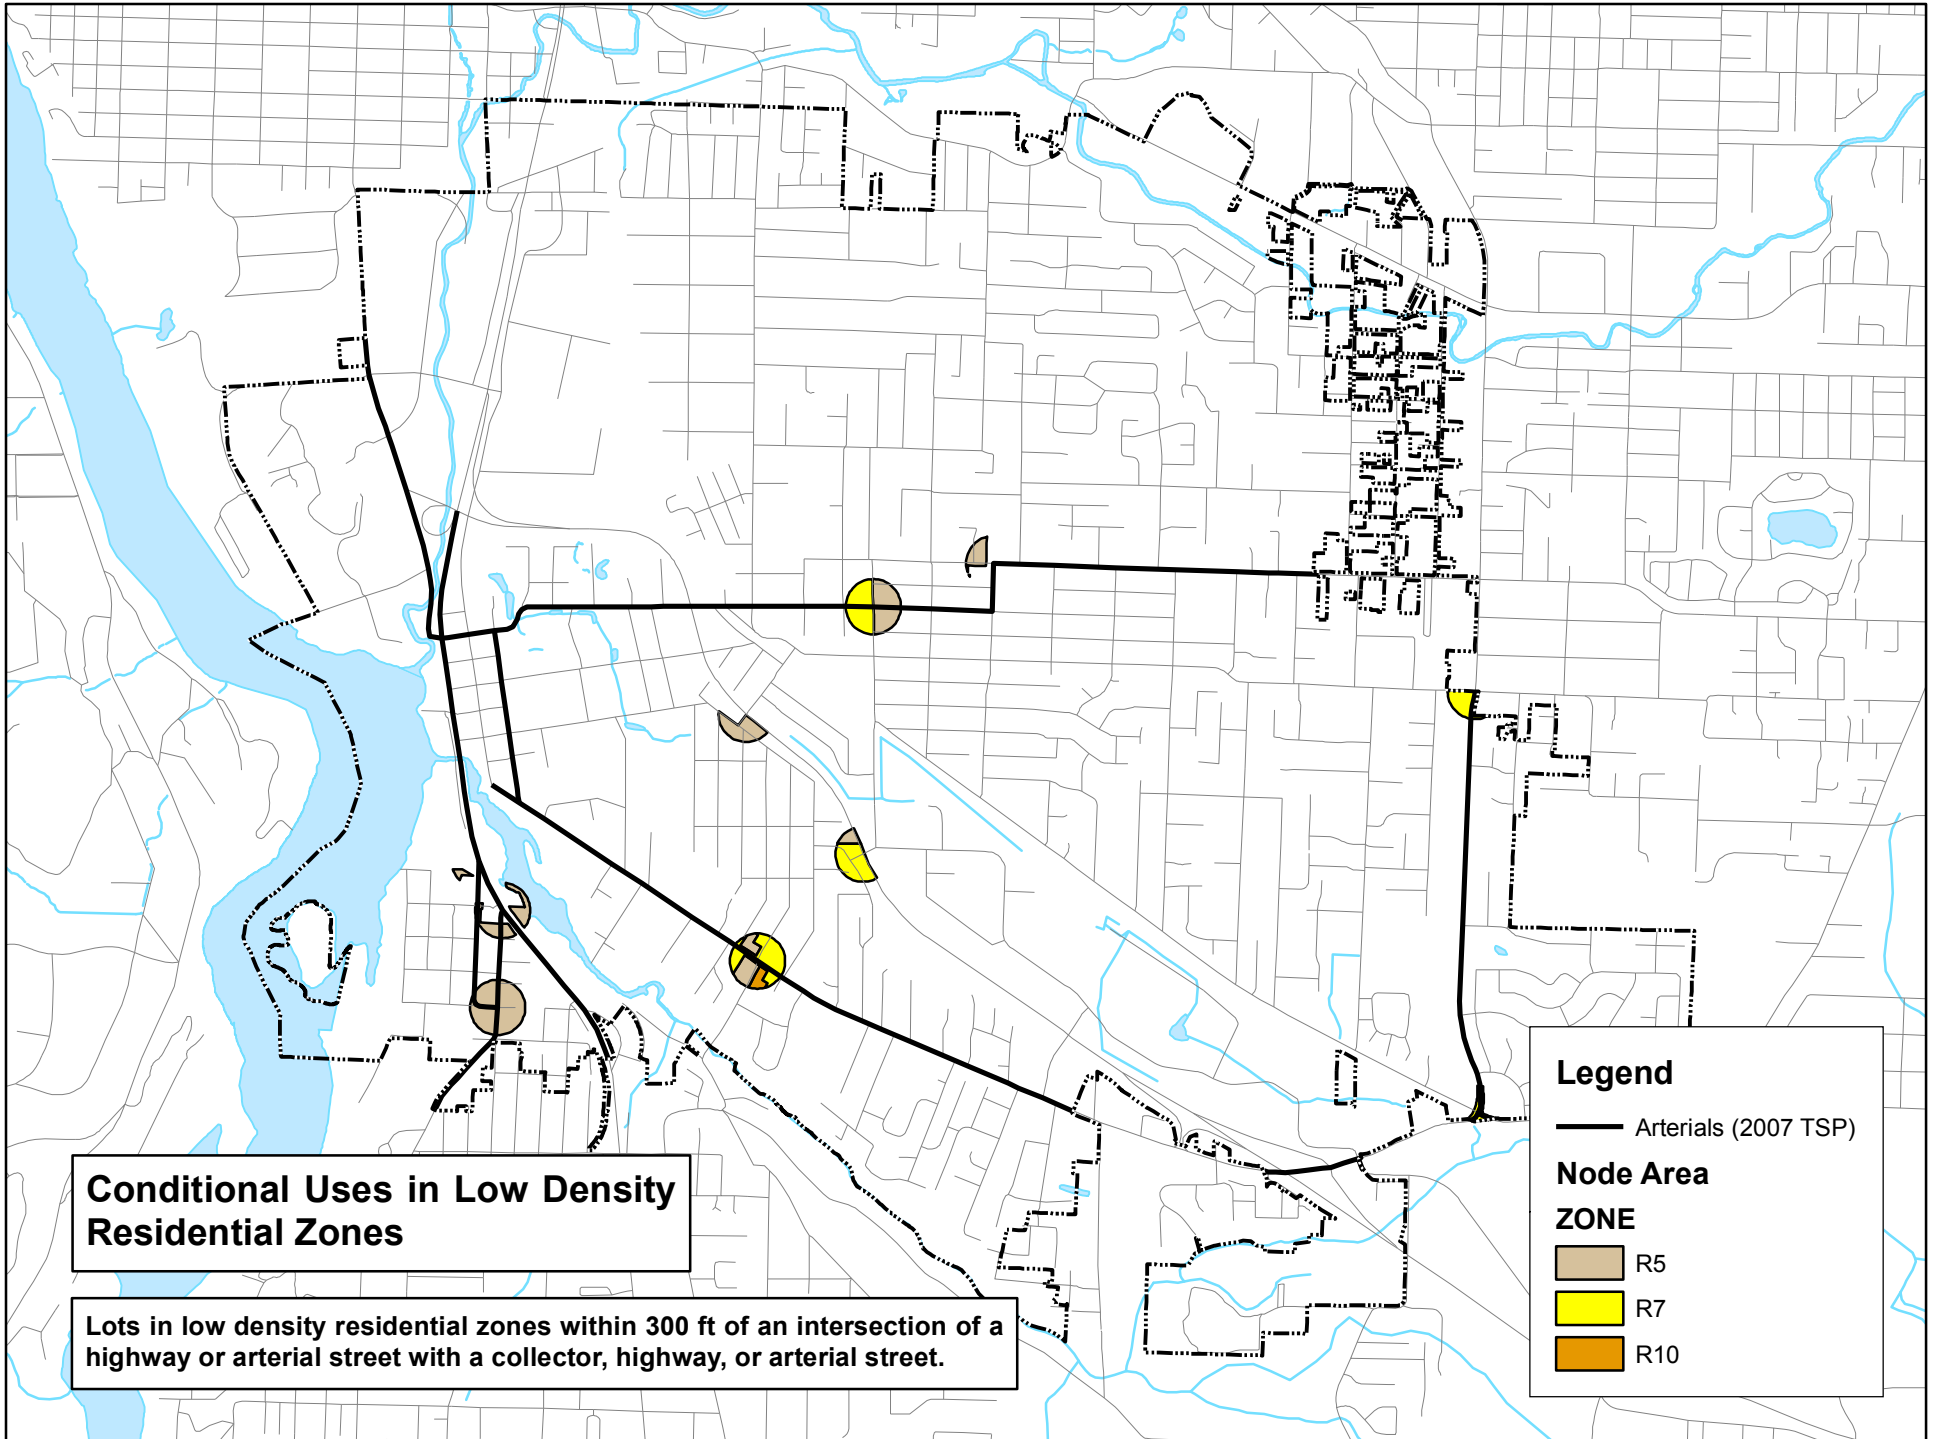 Conditional Uses in Low Density
Residential Zones
Lots in low density residential zones within 300 ft of an intersection of a
highway or arterial street with a collector, highway, or arterial street.
Legend
Arterials (2007 TSP)
Node Area
ZONE
R5
R7
R10